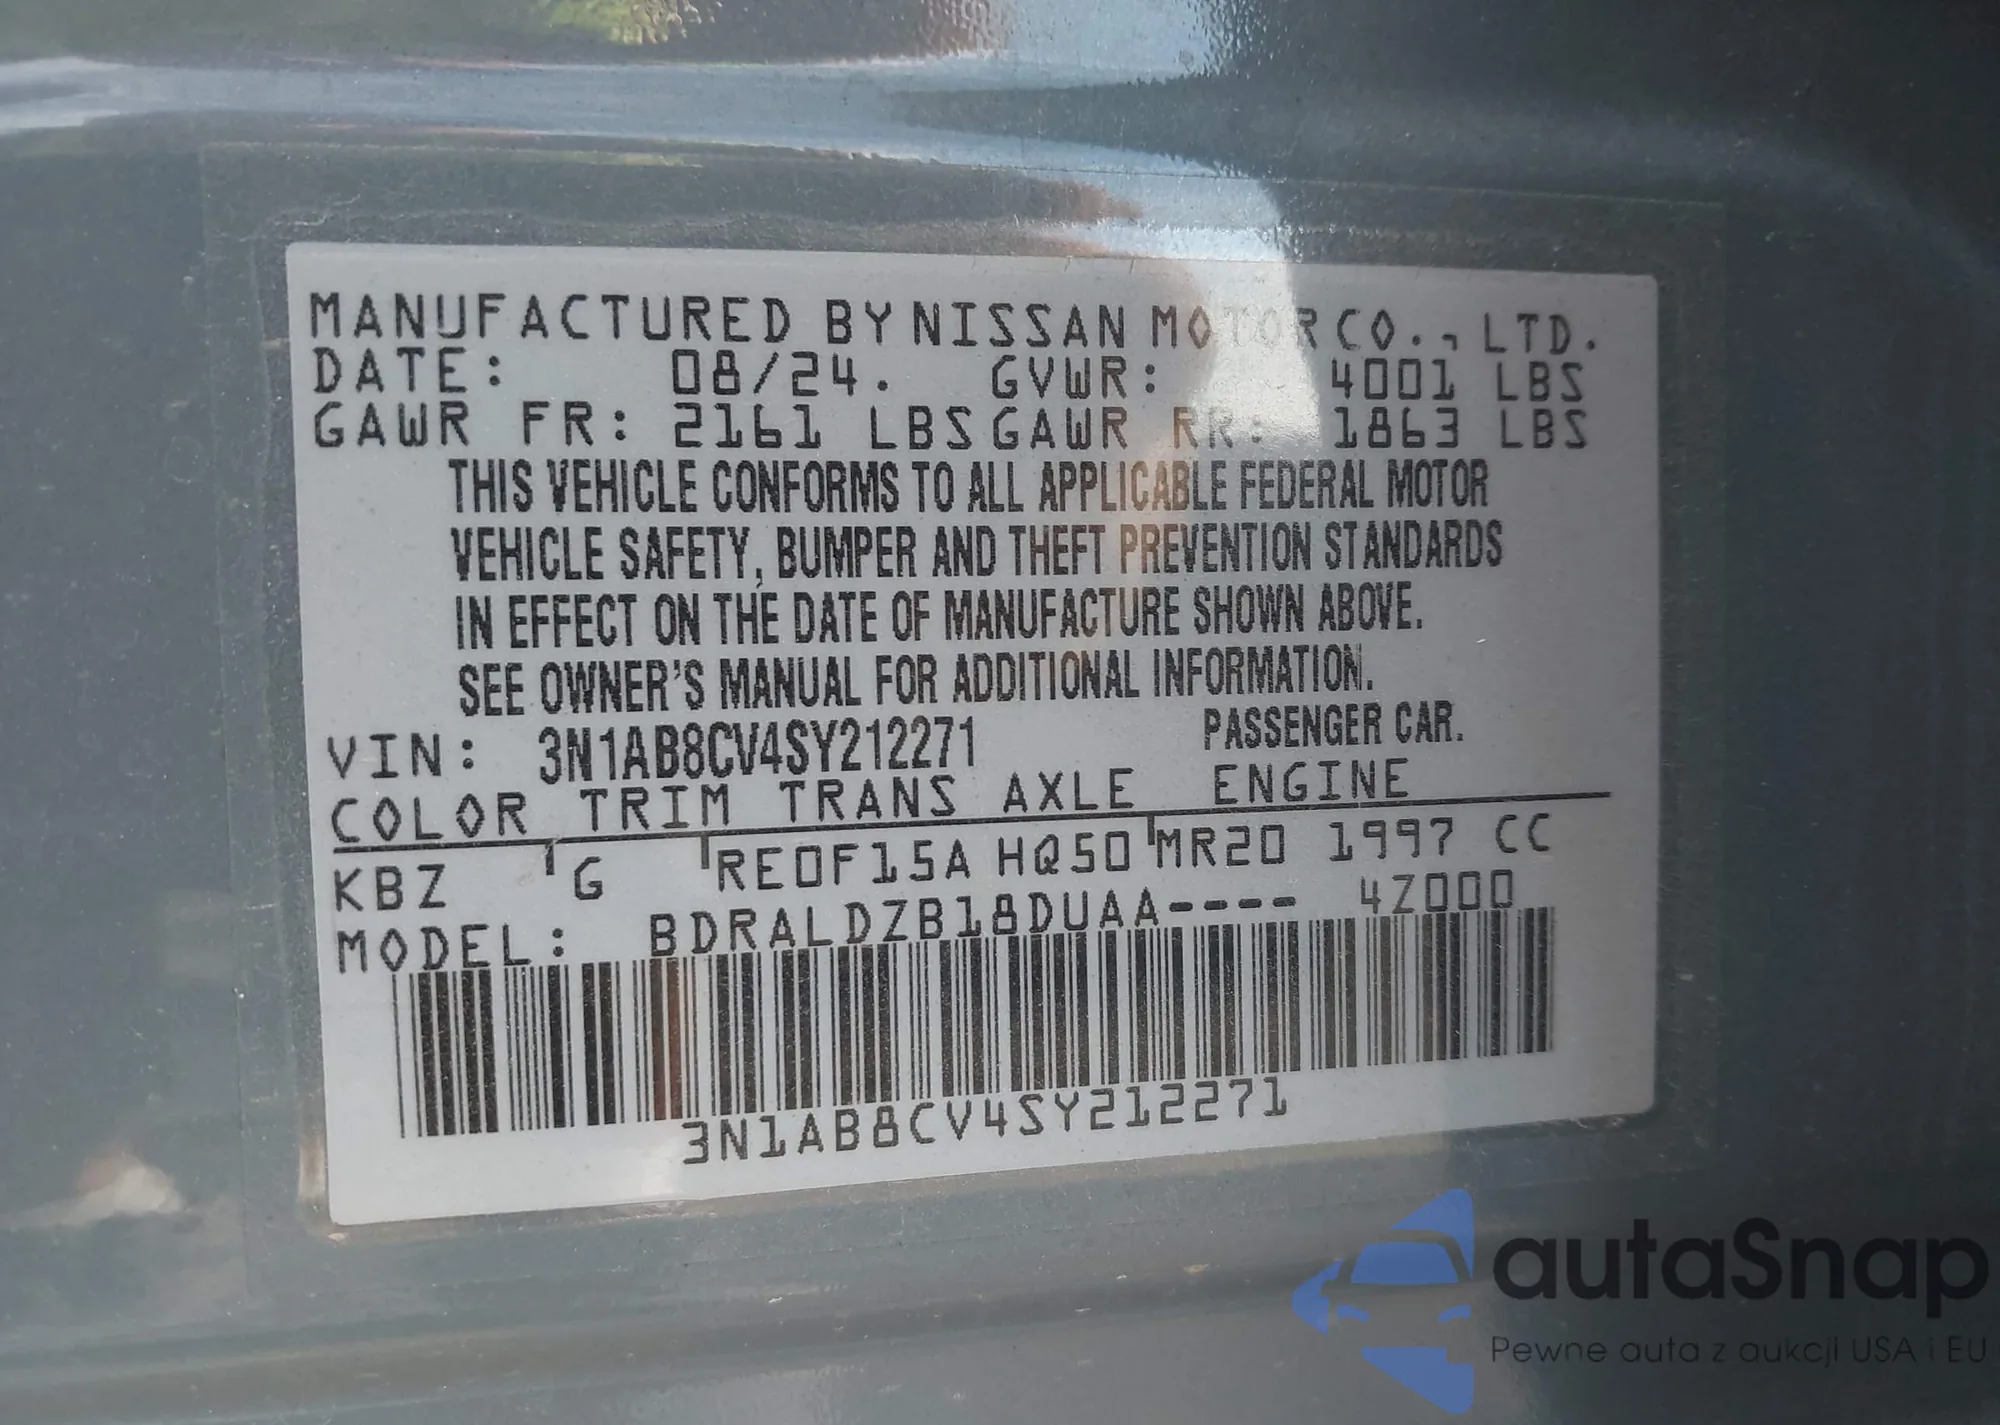 MANUFACTURED BY NISSAN MOTOR CO., LTD.
DATE: 08/24. GVWR: 4001 LBS
GAWR FR: 2161 LBS GAWR RR: 1863 LBS
THIS VEHICLE CONFORMS TO ALL APPLICABLE FEDERAL MOTOR
VEHICLE SAFETY, BUMPER AND THEFT PREVENTION STANDARDS
IN EFFECT ON THE DATE OF MANUFACTURE SHOWN ABOVE.
SEE OWNER'S MANUAL FOR ADDITIONAL INFORMATION.
VIN: 3N1AB8CV4SY212271 PASSENGER CAR.
COLOR TRIM TRANS AXLE ENGINE
KBZ G RE0F15A HQ50 MR20 1997 CC
MODEL: BDRALDZB18DUAA---- 4Z000
3N1AB8CV4SY212271
autaSnap
Pewne auta z aukcji USA i EU